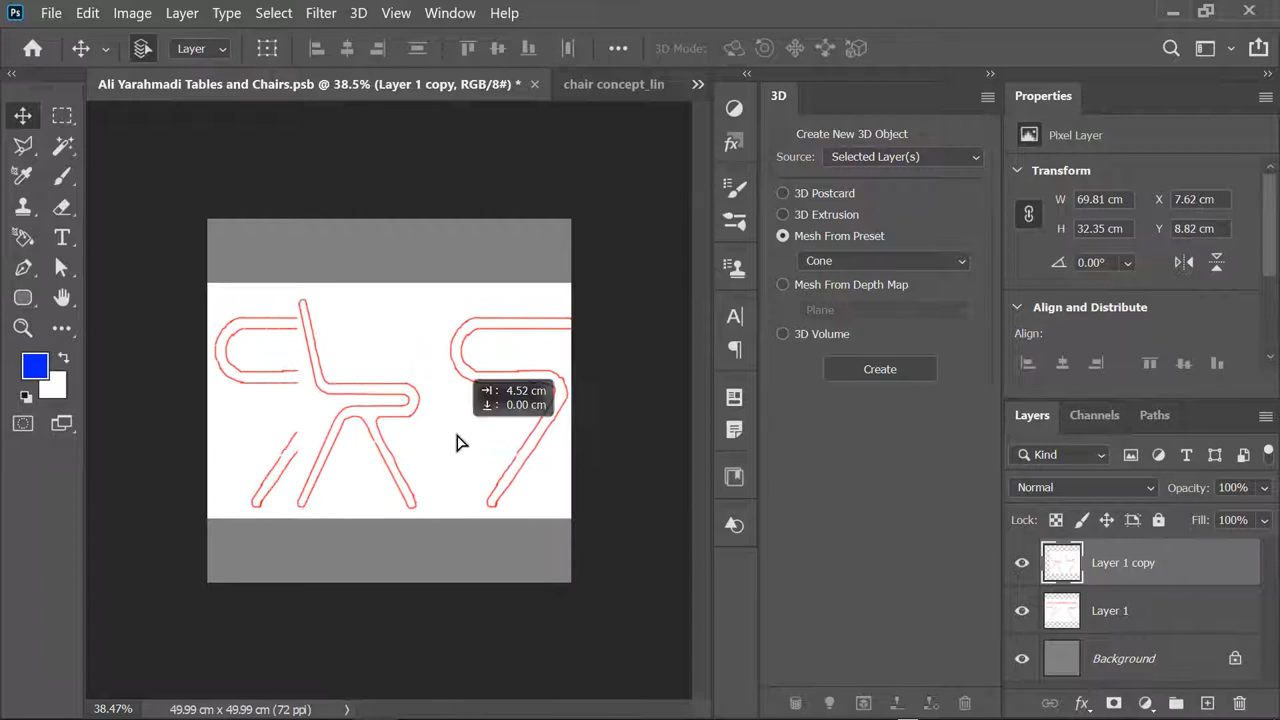 Ps File Edit Image Layer Type Select Filter 3D View Window Help
Layer 3D Mode:
Ali Yarahmadi Tables and Chairs.psb @ 38.5% (Layer 1 copy, RGB/8#) * chair concept_lin
3D
Create New 3D Object
Source: Selected Layer(s)
3D Postcard
3D Extrusion
Mesh From Preset
Cone
Mesh From Depth Map
Plane
3D Volume
Create
4.52 cm
0.00 cm
Properties
Pixel Layer
Transform
W 69.81 cm X 7.62 cm
H 32.35 cm Y 8.82 cm
0.00°
Align and Distribute
Align:
Layers Channels Paths
Kind
Normal Opacity: 100%
Lock: Fill: 100%
Layer 1 copy
Layer 1
Background
38.47% 49.99 cm x 49.99 cm (72 ppi)